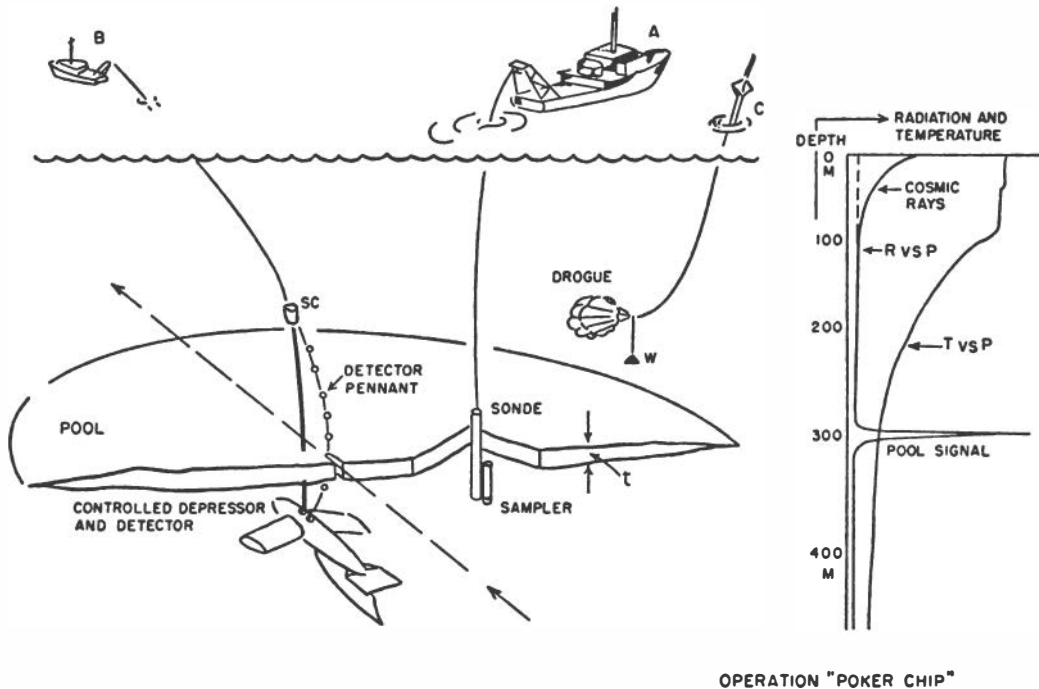 B
A
C
SC
DROGUE
W
DETECTOR
PENNANT
POOL
SONDE
t
CONTROLLED DEPRESSOR
AND DETECTOR
SAMPLER
RADIATION AND
TEMPERATURE
DEPTH
O
M
COSMIC
RAYS
100
R VS P
200
T VS P
300
POOL SIGNAL
400
M
OPERATION "POKER CHIP"